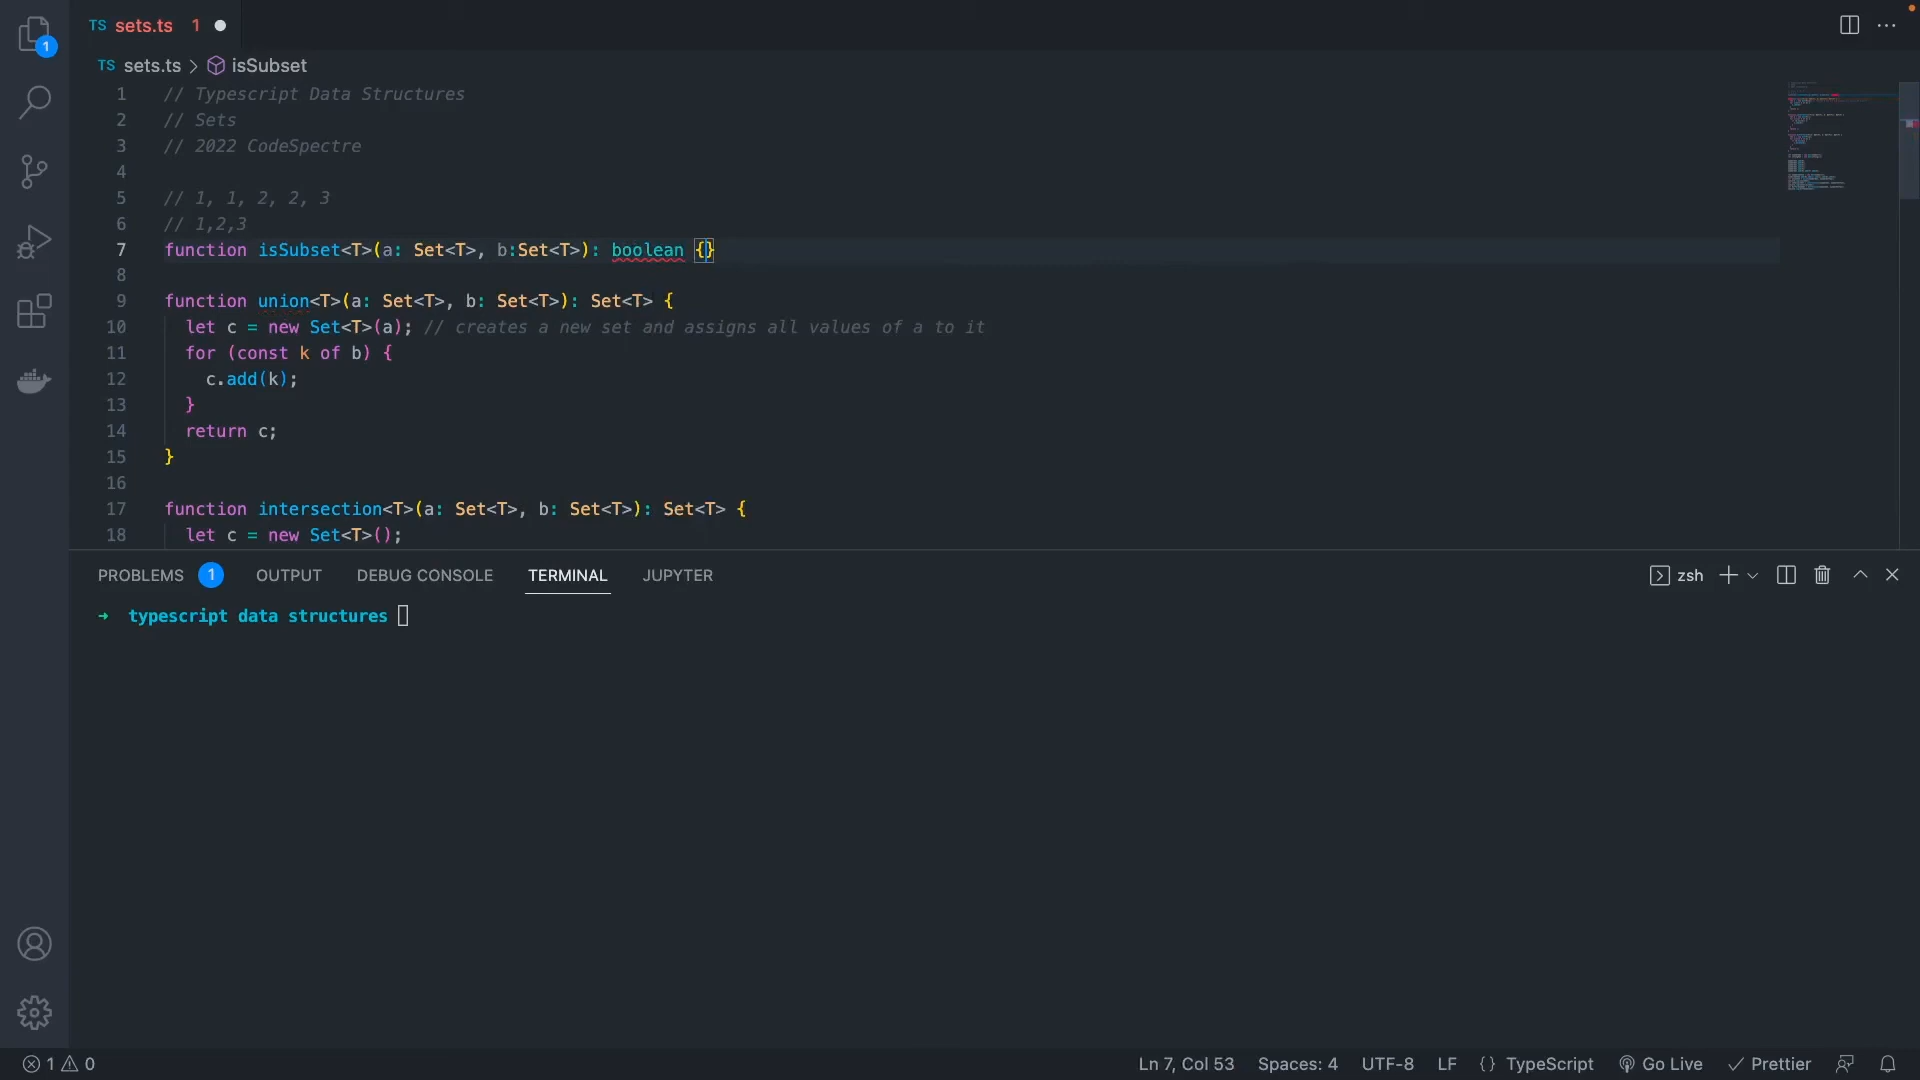 TS sets.ts 1
TS sets.ts > isSubset
1 // Typescript Data Structures
2 // Sets
3 // 2022 CodeSpectre
4
5 // 1, 1, 2, 2, 3
6 // 1,2,3
7 function isSubset<T>(a: Set<T>, b:Set<T>): boolean {}
8
9 function union<T>(a: Set<T>, b: Set<T>): Set<T> {
10 let c = new Set<T>(a); // creates a new set and assigns all values of a to it
11 for (const k of b) {
12 c.add(k);
13 }
14 return c;
15 }
16
17 function intersection<T>(a: Set<T>, b: Set<T>): Set<T> {
18 let c = new Set<T>();
PROBLEMS 1 OUTPUT DEBUG CONSOLE TERMINAL JUPYTER zsh
→ typescript data structures
1 0 Ln 7, Col 53 Spaces: 4 UTF-8 LF {} TypeScript Go Live ✓ Prettier
1